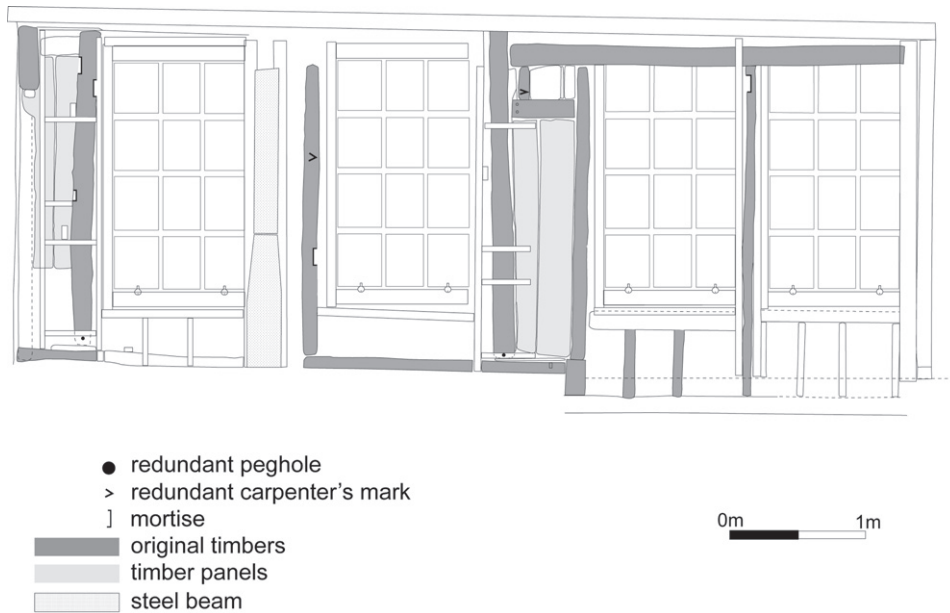 redundant peghole
> redundant carpenter's mark
] mortise
original timbers
timber panels
steel beam
0m 1m